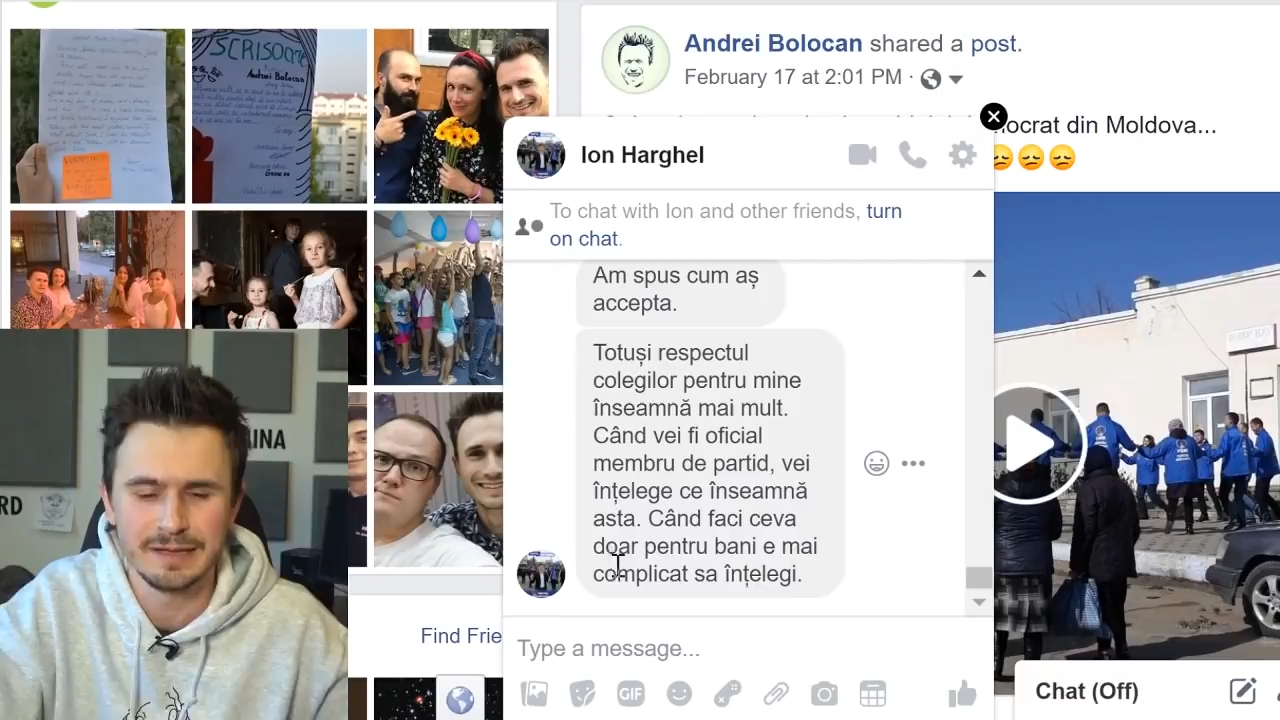 SCRISOARE
Andrei Bolocan
Andrei Bolocan shared a post.
February 17 at 2:01 PM
mocrat din Moldova...
Ion Harghel
To chat with Ion and other friends, turn
on chat.
Am spus cum aș
accepta.
Totuși respectul
colegilor pentru mine
înseamnă mai mult.
Când vei fi oficial
membru de partid, vei
înțelege ce înseamnă
asta. Când faci ceva
doar pentru bani e mai
complicat sa înțelegi.
Type a message...
GIF
Find Frie
Chat (Off)